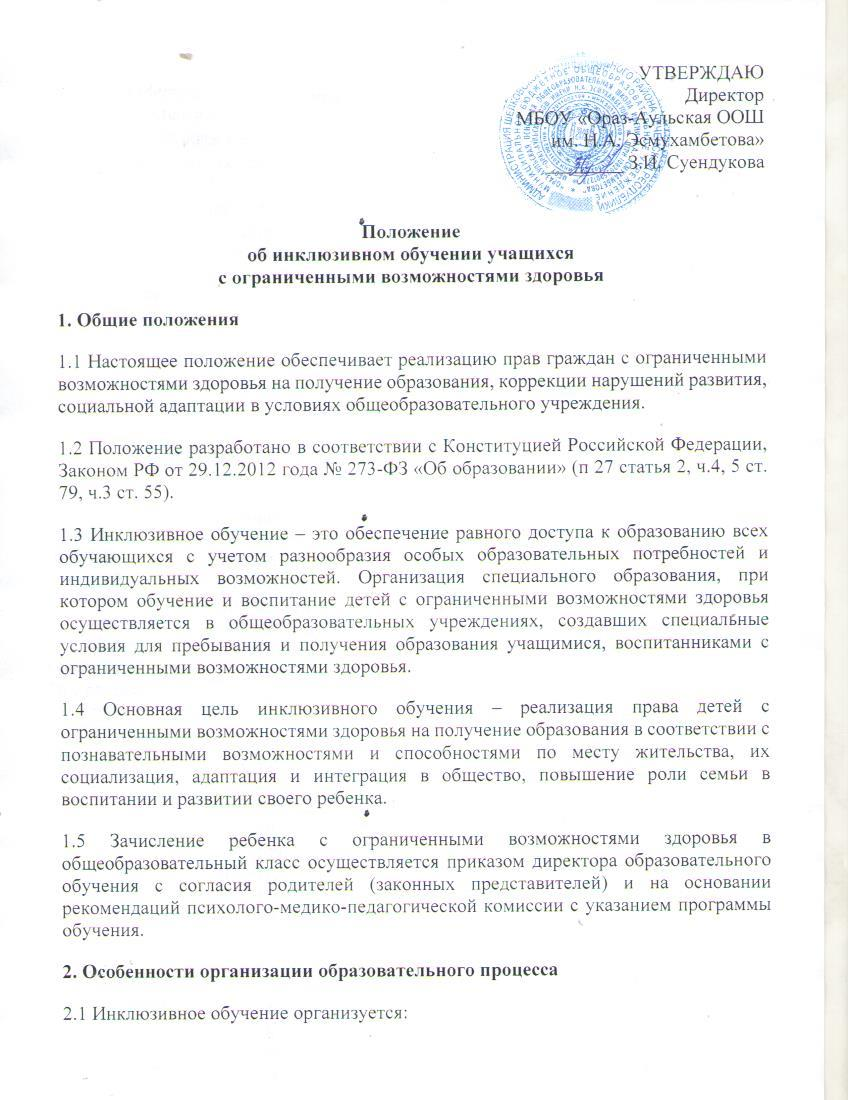 УТВЕРЖДАЮ
Директор
МБОУ «Ораз-Аульская ООШ
им. Н.А. Эсмухамбетова»
З.И. Суендукова
Положение
об инклюзивном обучении учащихся
с ограниченными возможностями здоровья
1. Общие положения
1.1 Настоящее положение обеспечивает реализацию прав граждан с ограниченными
возможностями здоровья на получение образования, коррекции нарушений развития,
социальной адаптации в условиях общеобразовательного учреждения.
1.2 Положение разработано в соответствии с Конституцией Российской Федерации,
Законом РФ от 29.12.2012 года № 273-ФЗ «Об образовании» (п 27 статья 2, ч.4, 5 ст.
79, ч.3 ст. 55).
1.3 Инклюзивное обучение – это обеспечение равного доступа к образованию всех
обучающихся с учетом разнообразия особых образовательных потребностей и
индивидуальных возможностей. Организация специального образования, при
котором обучение и воспитание детей с ограниченными возможностями здоровья
осуществляется в общеобразовательных учреждениях, создавших специальные
условия для пребывания и получения образования учащимися, воспитанниками с
ограниченными возможностями здоровья.
1.4 Основная цель инклюзивного обучения – реализация права детей с
ограниченными возможностями здоровья на получение образования в соответствии с
познавательными возможностями и способностями по месту жительства, их
социализация, адаптация и интеграция в общество, повышение роли семьи в
воспитании и развитии своего ребенка.
1.5 Зачисление ребенка с ограниченными возможностями здоровья в
общеобразовательный класс осуществляется приказом директора образовательного
обучения с согласия родителей (законных представителей) и на основании
рекомендаций психолого-медико-педагогической комиссии с указанием программы
обучения.
2. Особенности организации образовательного процесса
2.1 Инклюзивное обучение организуется: